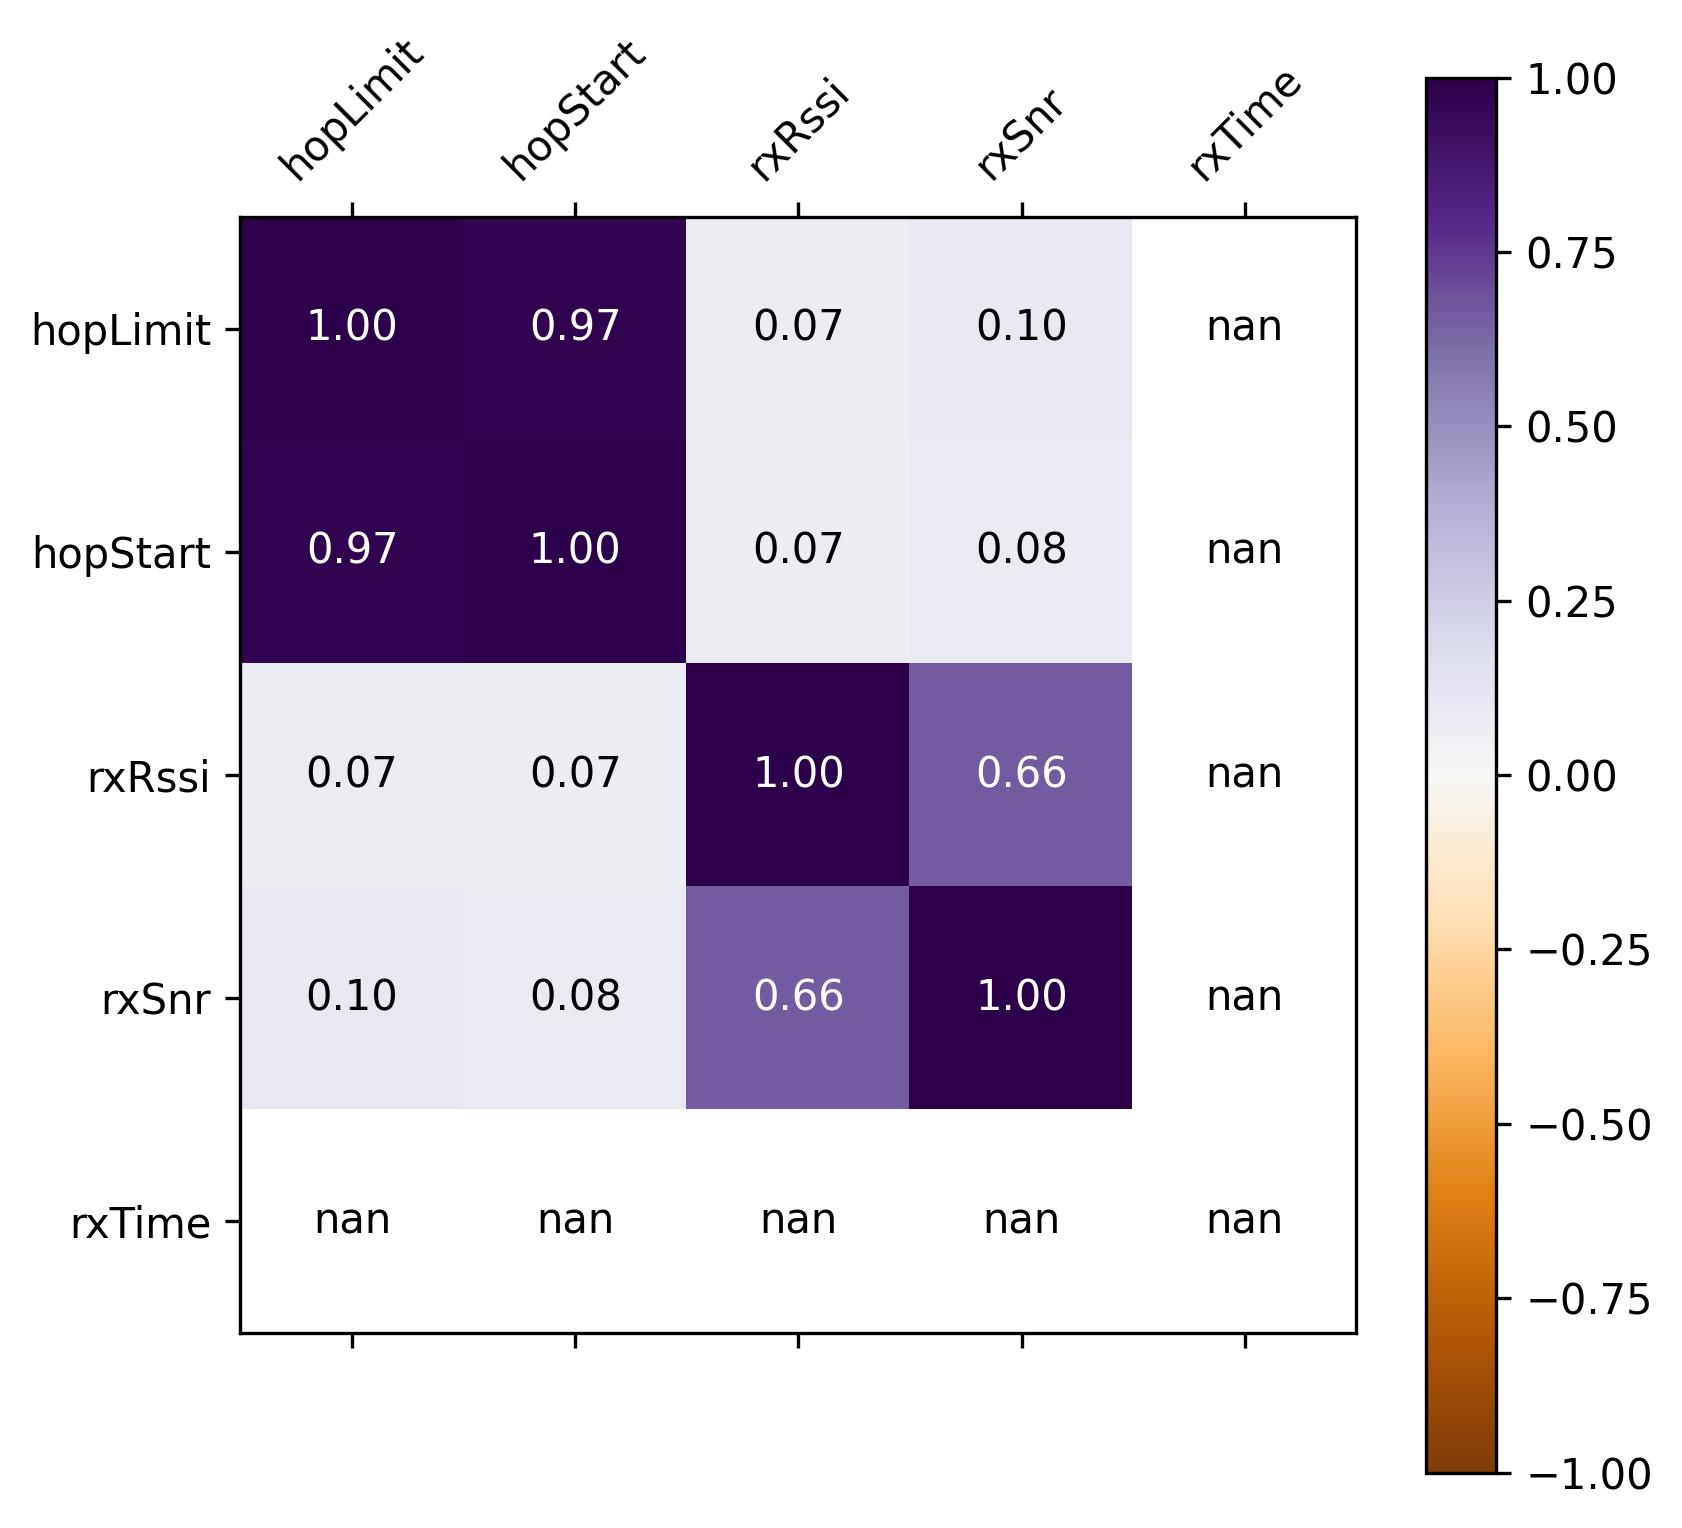 hopLimit hopStart rxRssi rxSnr rxTime
hopLimit 1.00 0.97 0.07 0.10 nan
hopStart 0.97 1.00 0.07 0.08 nan
rxRssi 0.07 0.07 1.00 0.66 nan
rxSnr 0.10 0.08 0.66 1.00 nan
rxTime nan nan nan nan nan
1.00
0.75
0.50
0.25
0.00
−0.25
−0.50
−0.75
−1.00